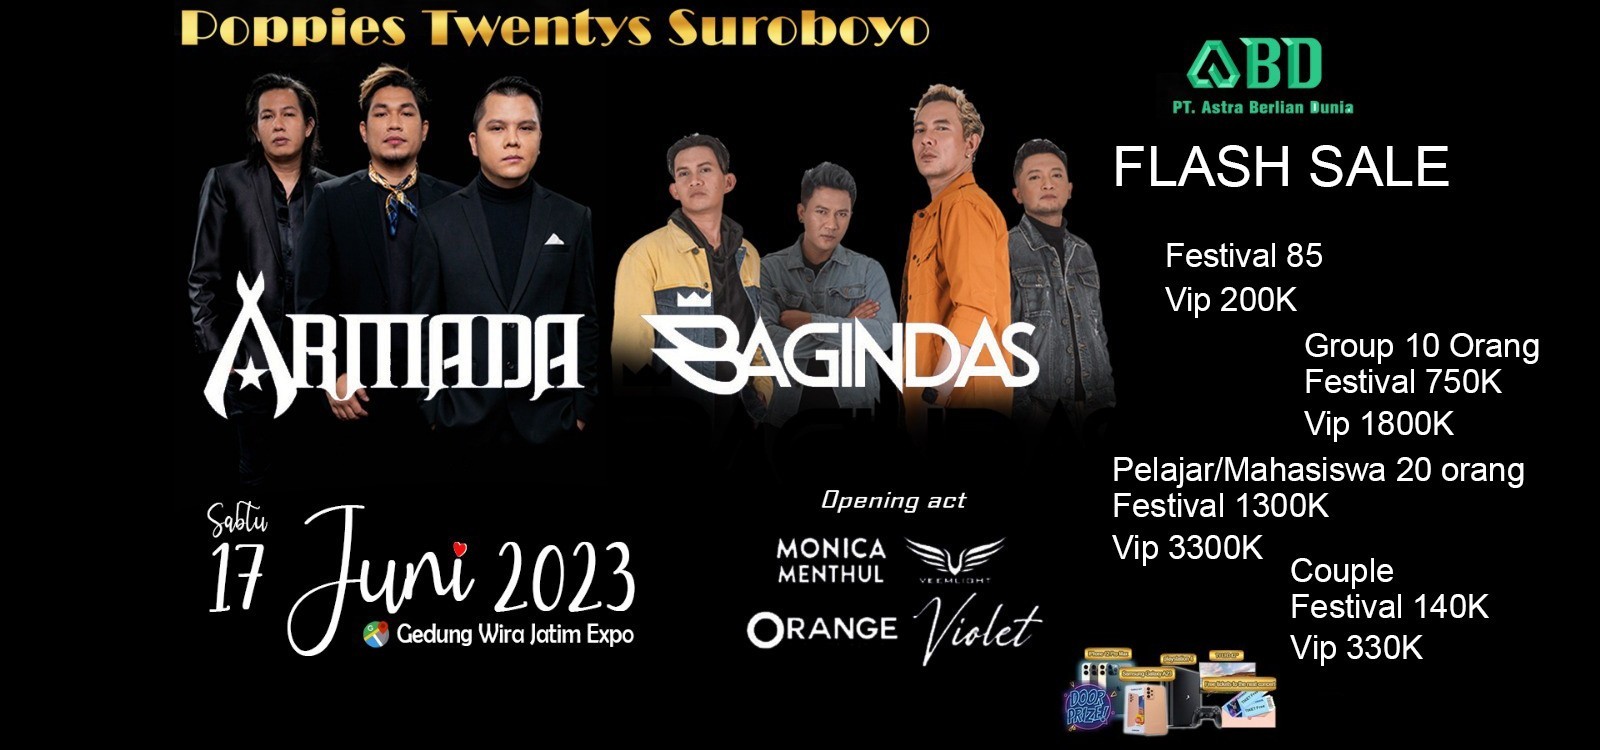 Poppies Twentys Suroboyo
ARMADA
BAGINDAS
Sabtu
17 Juni 2023
Gedung Wira Jatim Expo
Opening act
MONICA
MENTHUL
VEEMLIGHT
ORANGE
Violet
ABD
PT. Astra Berlian Dunia
FLASH SALE
Festival 85
Vip 200K
Group 10 Orang
Festival 750K
Vip 1800K
Pelajar/Mahasiswa 20 orang
Festival 1300K
Vip 3300K
Couple
Festival 140K
Vip 330K
DOOR
PRIZE!